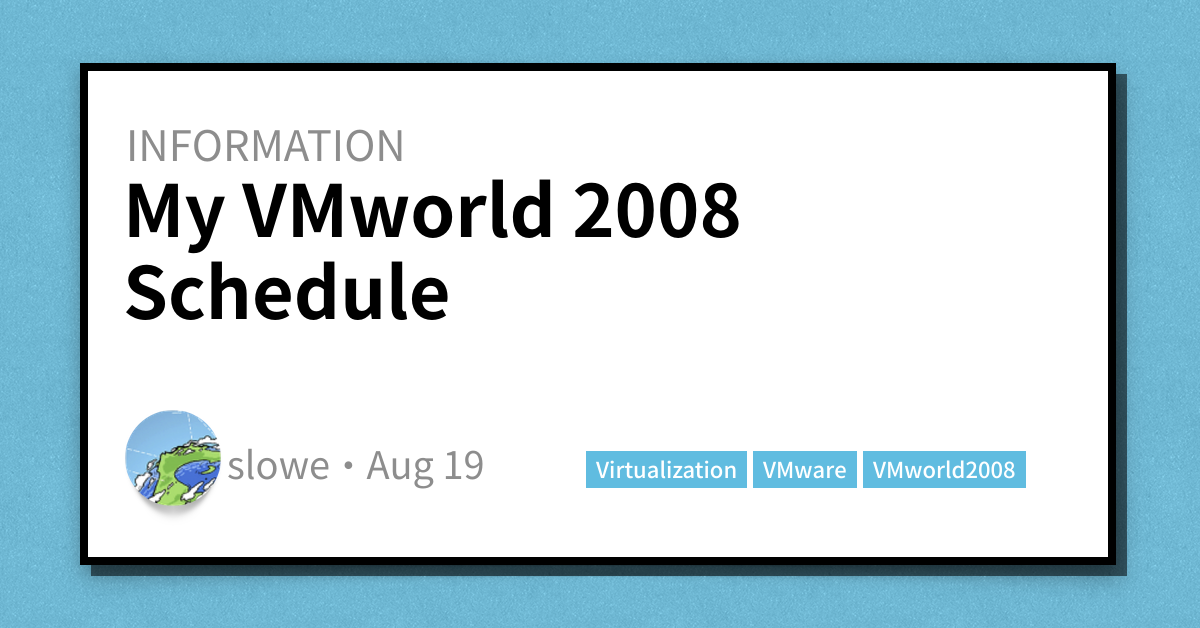 INFORMATION
My VMworld 2008
Schedule
slowe • Aug 19
Virtualization VMware VMworld2008